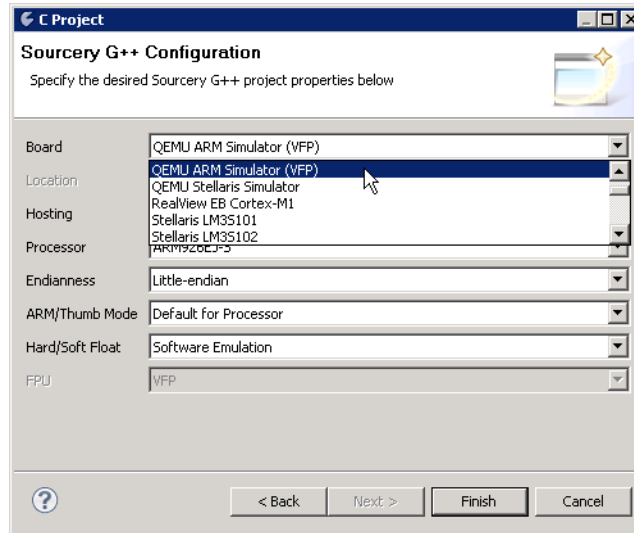 C Project
Sourcery G++ Configuration
Specify the desired Sourcery G++ project properties below
Board QEMU ARM Simulator (VFP)
QEMU ARM Simulator (VFP)
Location
QEMU Stellaris Simulator
RealView EB Cortex-M1
Hosting
Stellaris LM3S101
Stellaris LM3S102
Processor ARM926EJ-S
Endianness Little-endian
ARM/Thumb Mode Default for Processor
Hard/Soft Float Software Emulation
FPU VFP
? < Back Next > Finish Cancel